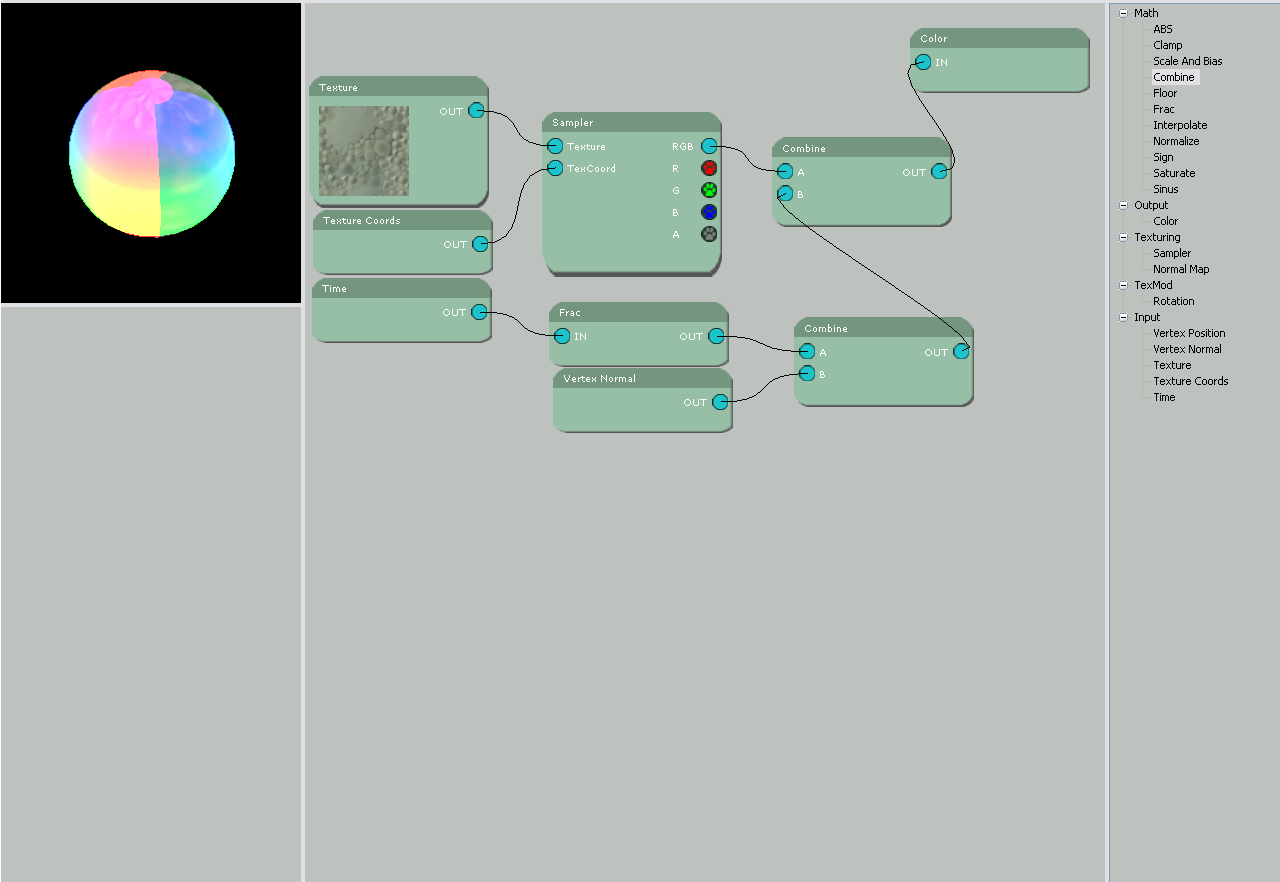 Texture
OUT
Texture Coords
OUT
Time
OUT
Sampler
Texture RGB
TexCoord R
G
B
A
Frac
IN OUT
Vertex Normal
OUT
Combine
A OUT
B
Combine
A OUT
B
Color
IN
Math
ABS
Clamp
Scale And Bias
Combine
Floor
Frac
Interpolate
Normalize
Sign
Saturate
Sinus
Output
Color
Texturing
Sampler
Normal Map
TexMod
Rotation
Input
Vertex Position
Vertex Normal
Texture
Texture Coords
Time